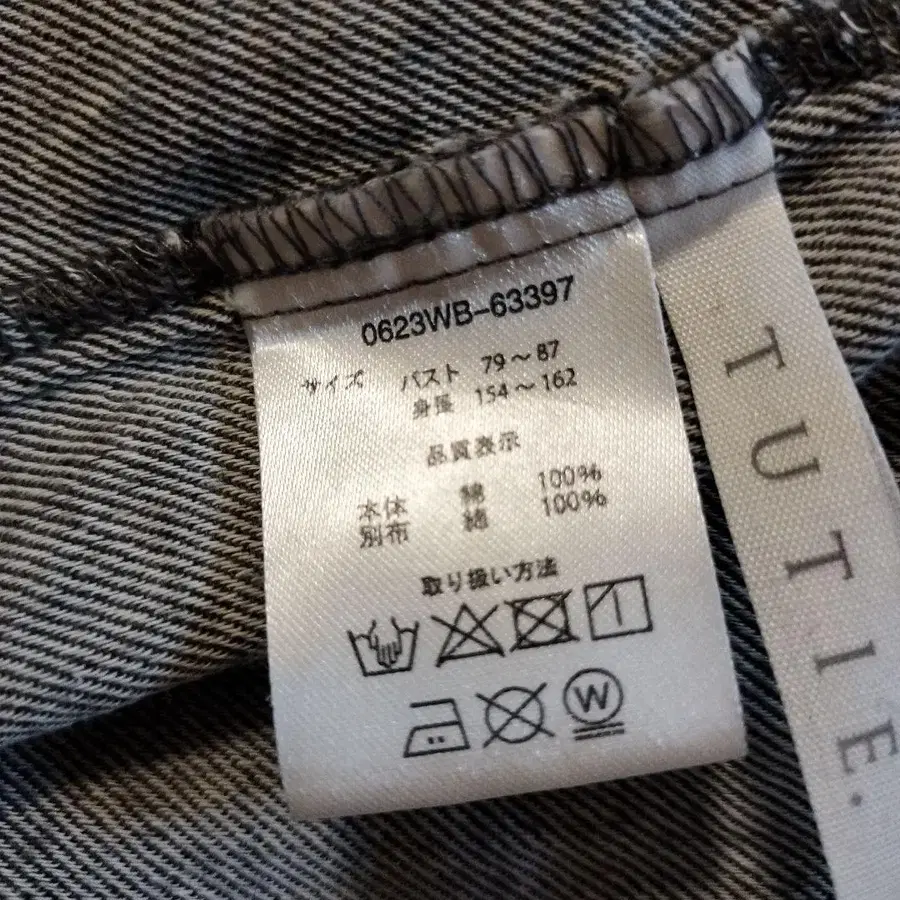 0623WB-63397
サイズ バスト 79～87
身長 154～162
品質表示
本体 綿 100%
別布 綿 100%
取り扱い方法
W
TUTIE.